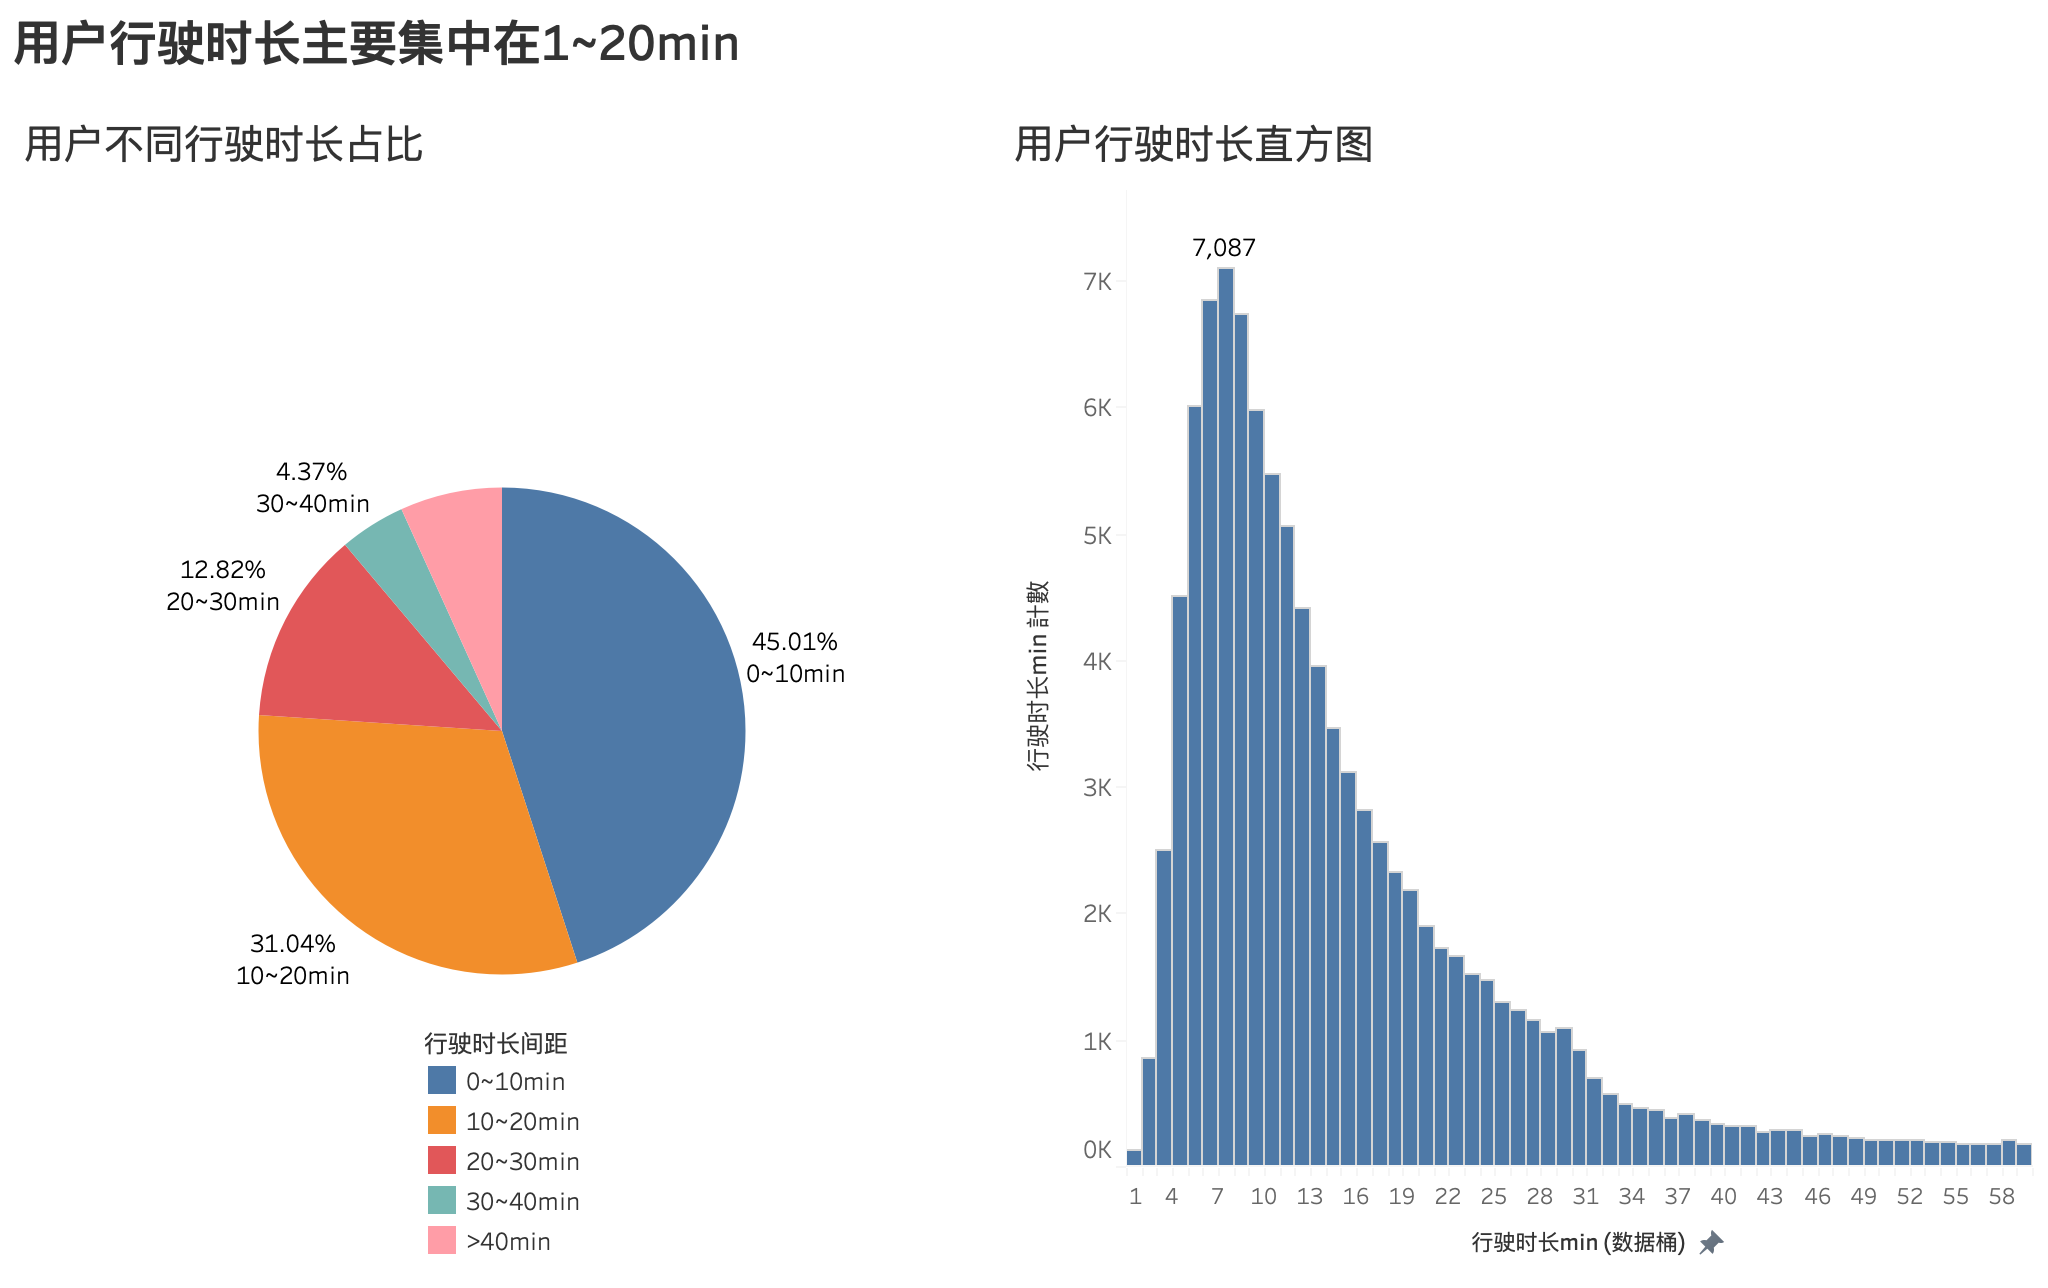 用户行驶时长主要集中在1~20min
用户不同行驶时长占比
4.37%
30~40min
12.82%
20~30min
45.01%
0~10min
31.04%
10~20min
行驶时长间距
0~10min
10~20min
20~30min
30~40min
>40min
用户行驶时长直方图
7,087
7K
6K
5K
4K
3K
2K
1K
0K
行驶时长min 計數
1 4 7 10 13 16 19 22 25 28 31 34 37 40 43 46 49 52 55 58
行驶时长min (数据桶)